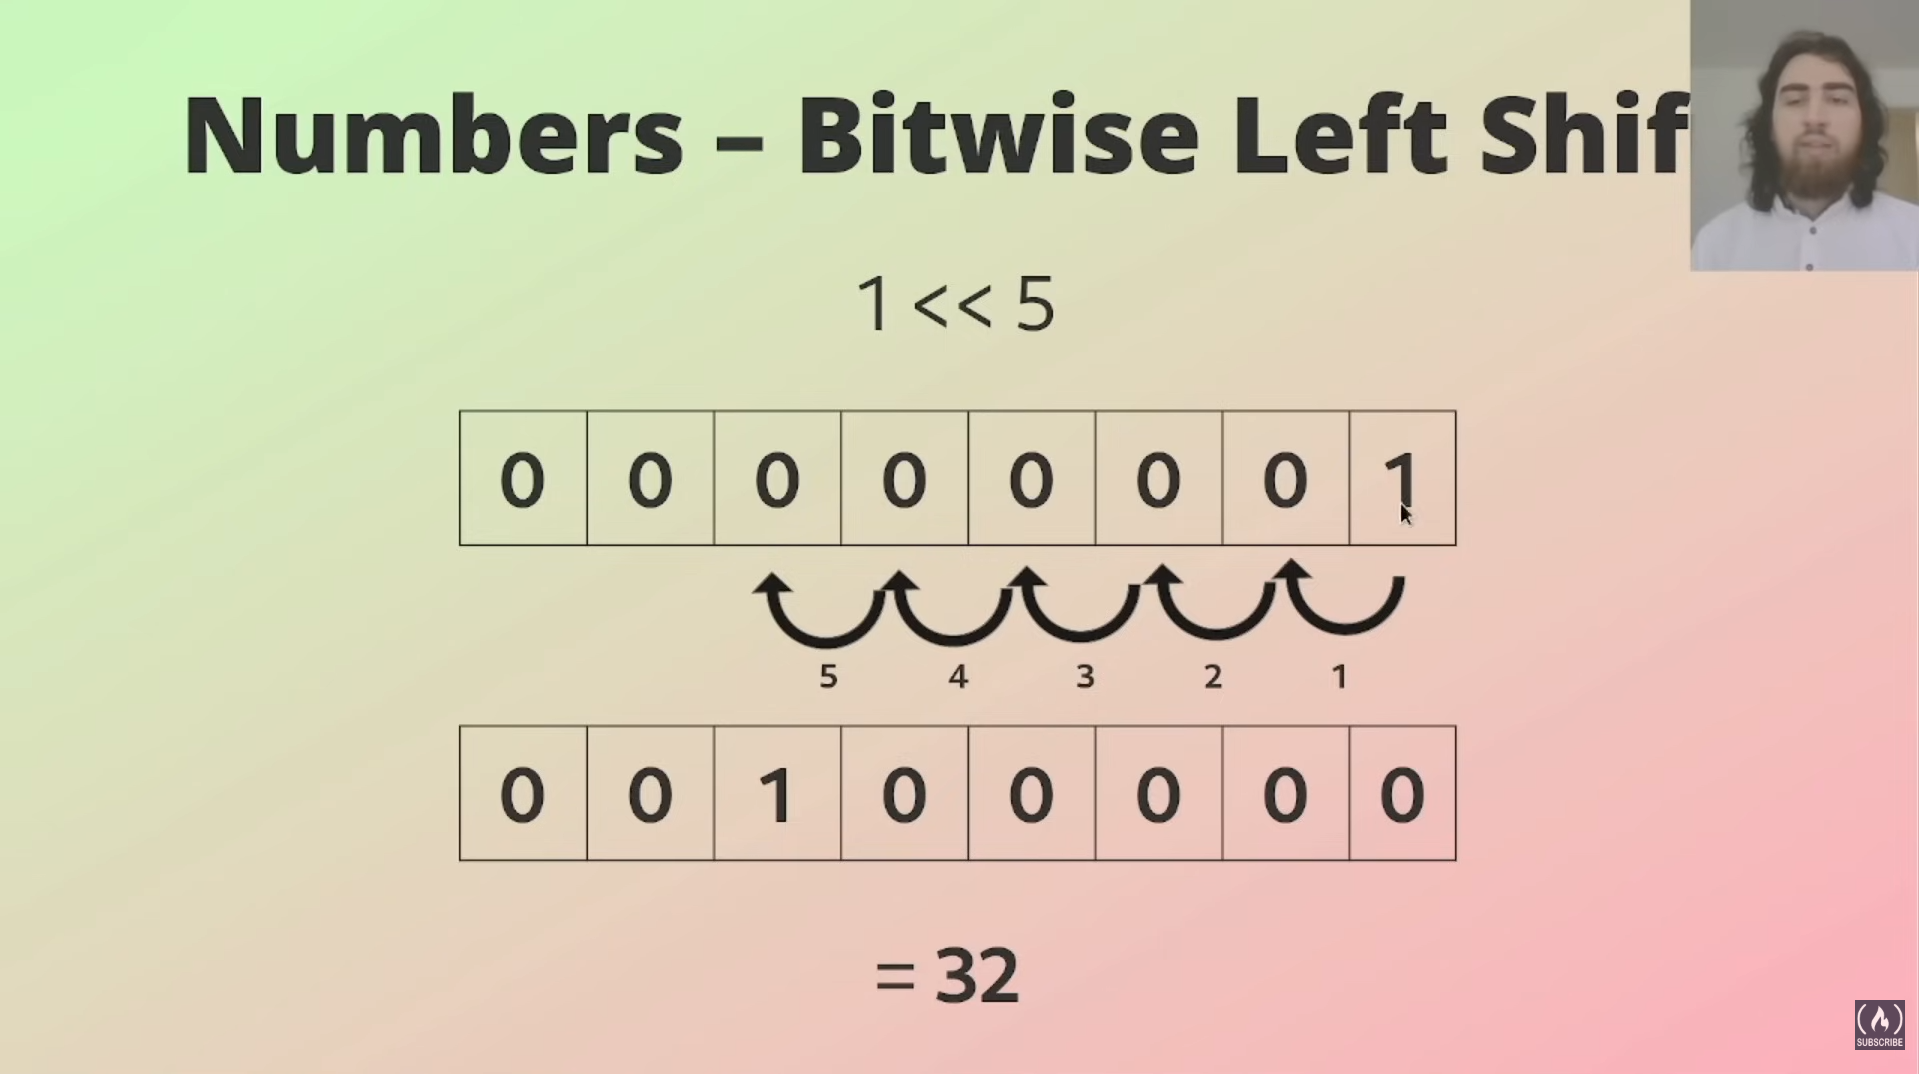 Numbers – Bitwise Left Shif
1 << 5
0 0 0 0 0 0 0 1
5 4 3 2 1
0 0 1 0 0 0 0 0
= 32
SUBSCRIBE